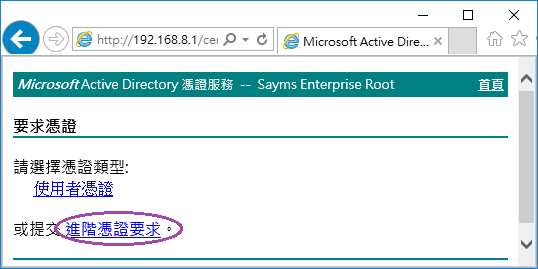 http://192.168.8.1/cer
Microsoft Active Dire...
Microsoft Active Directory 憑證服務 -- Sayms Enterprise Root 首頁
要求憑證
請選擇憑證類型:
使用者憑證
或提交 進階憑證要求。